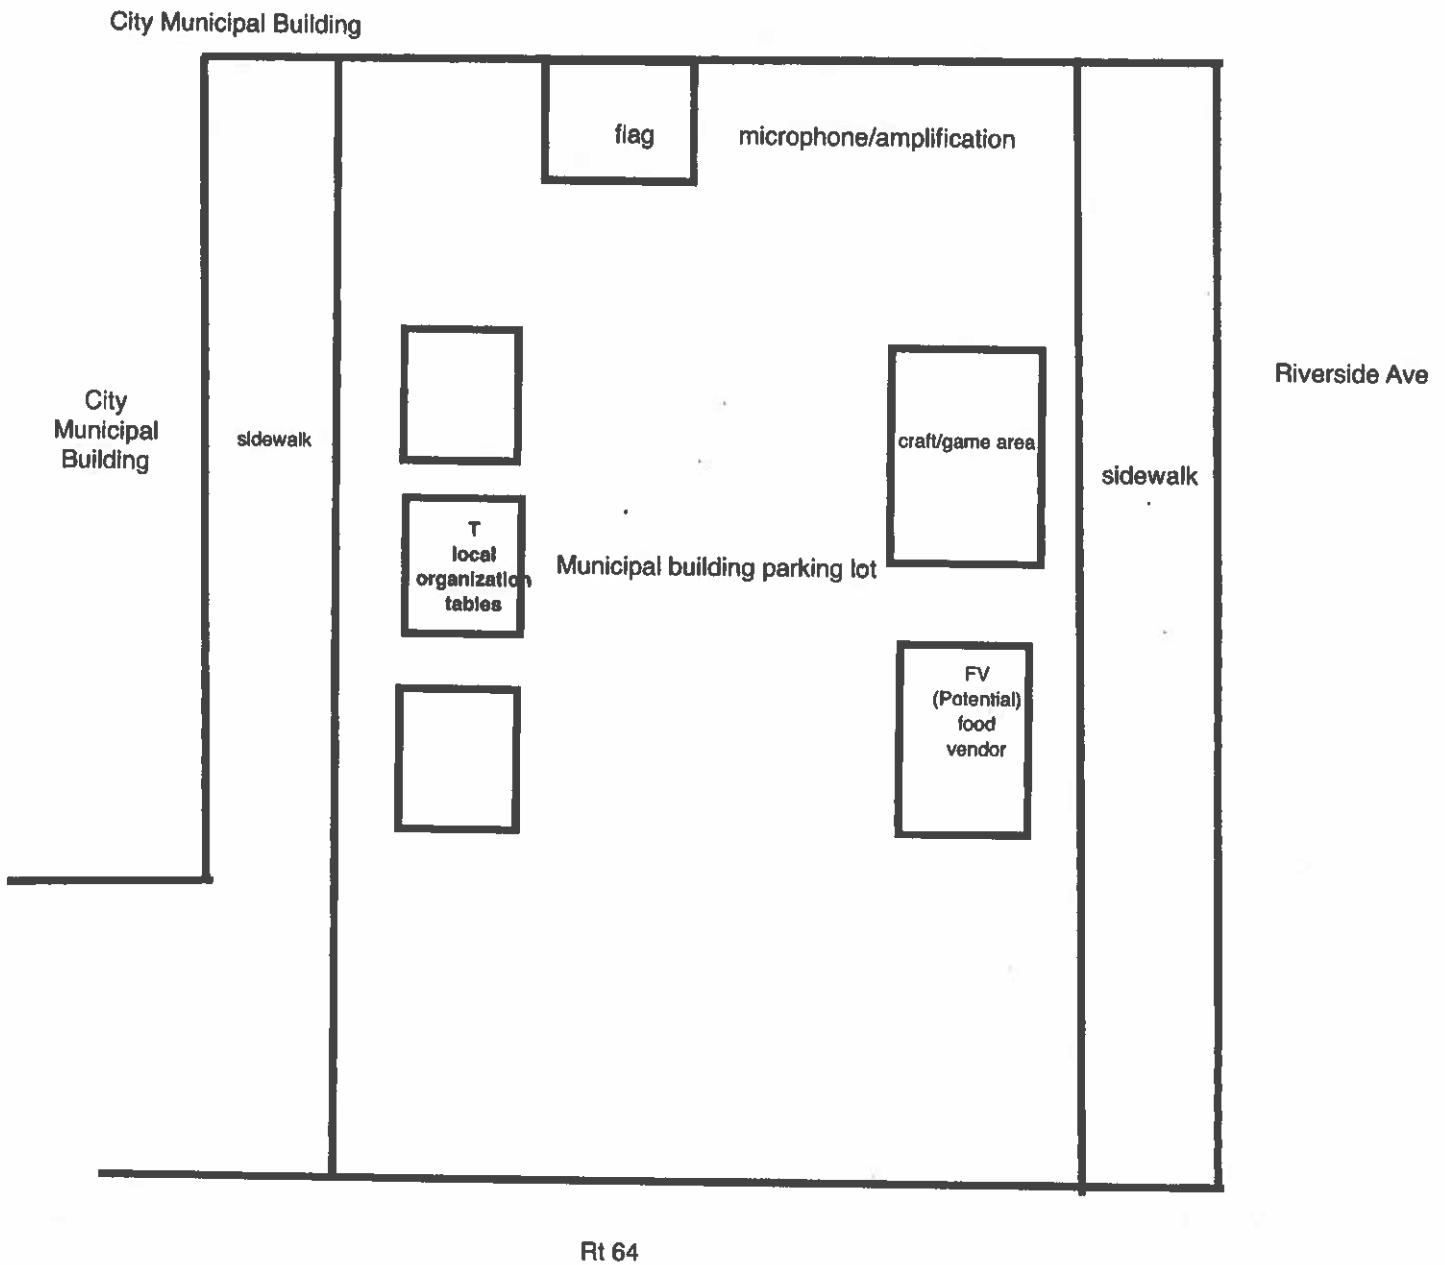 City Municipal Building
flag
microphone/amplification
Riverside Ave
City
Municipal
Building
sidewalk
craft/game area
sidewalk
T
local
organization
tables
Municipal building parking lot
FV
(Potential)
food
vendor
Rt 64